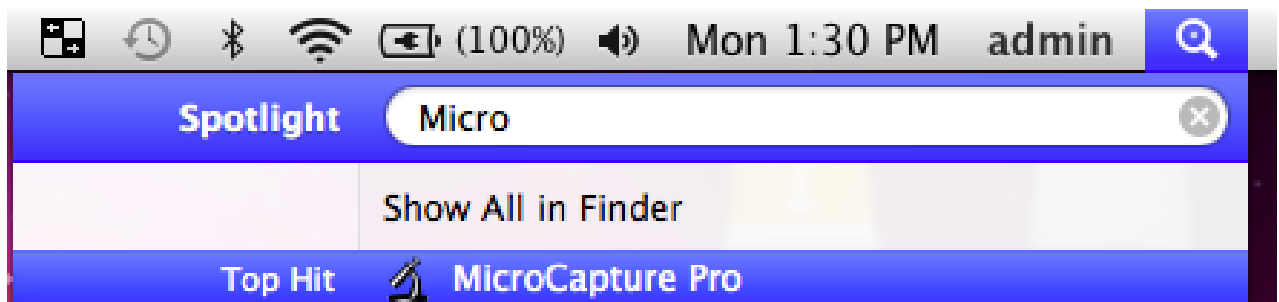 (100%) Mon 1:30 PM admin
Spotlight Micro
Show All in Finder
Top Hit MicroCapture Pro